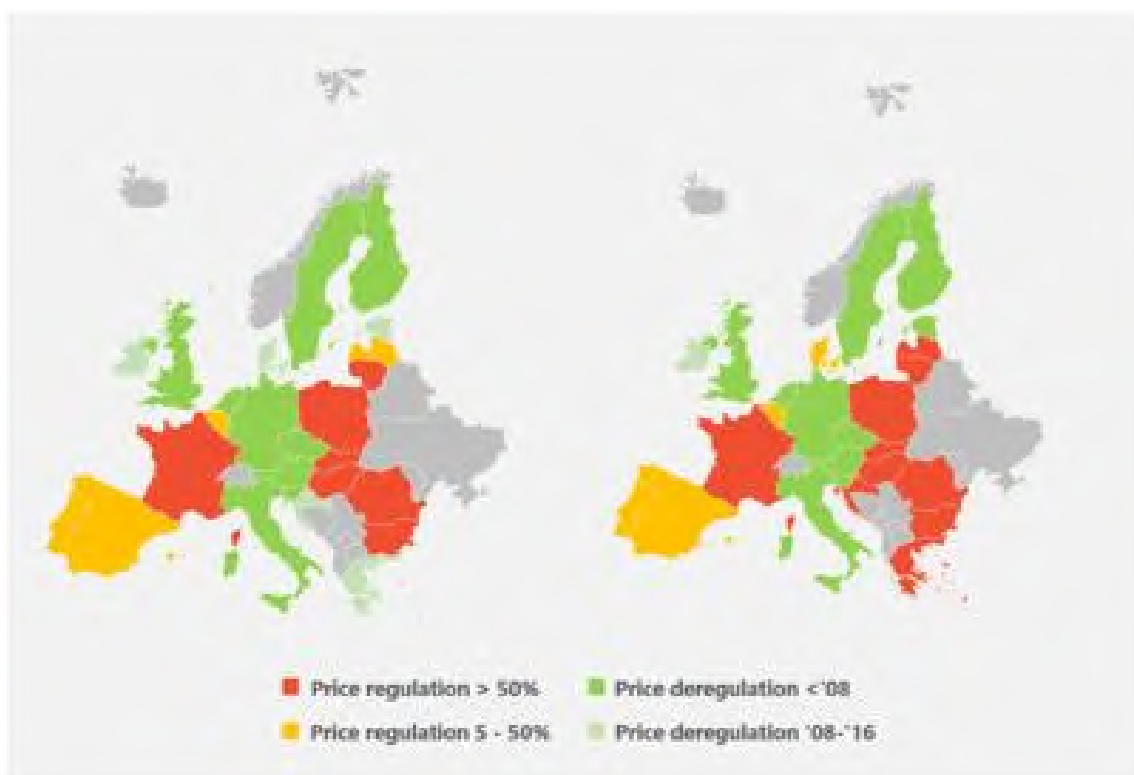 Price regulation > 50%
Price deregulation <'08
Price regulation 5 - 50%
Price deregulation '08-'16